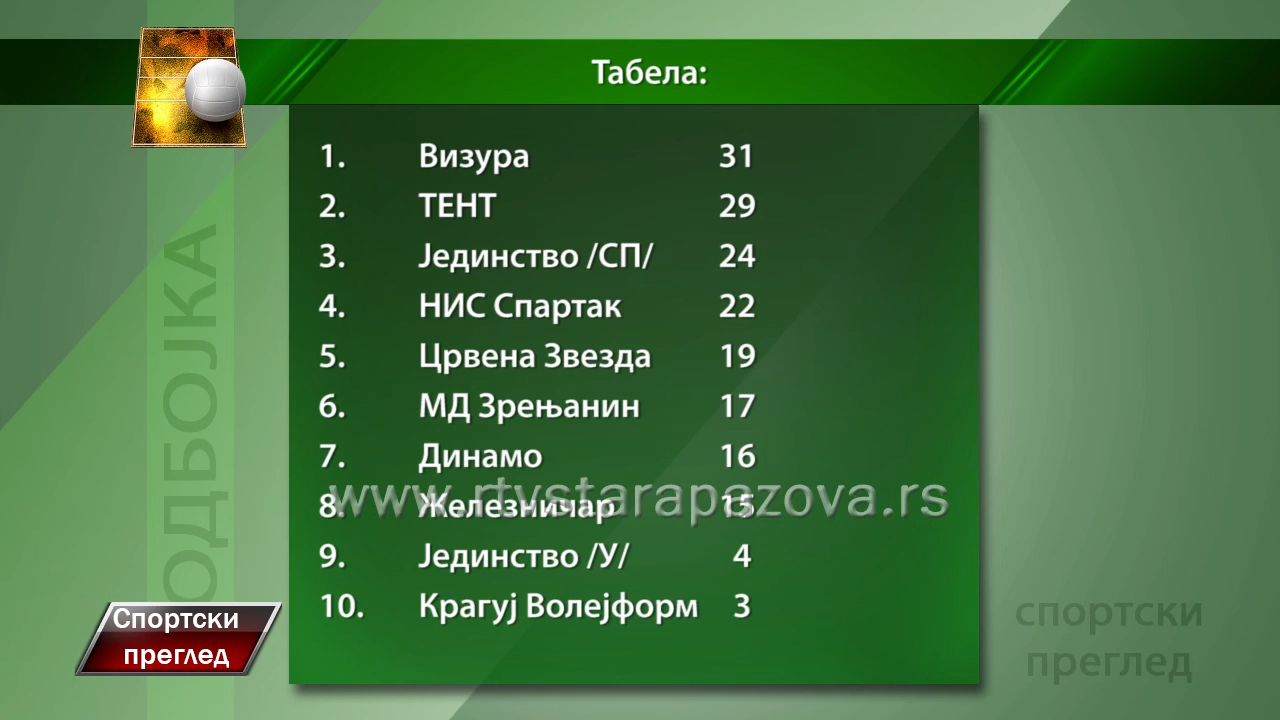 Табела:
1. Визура 31
2. ТЕНТ 29
3. Јединство /СП/ 24
4. НИС Спартак 22
5. Црвена Звезда 19
6. МД Зрењанин 17
7. Динамо 16
8. Железничар 15
www.rtvstarapazova.rs
9. Јединство /У/ 4
10. Крагуј Волејформ 3
ОДБОЈКА
Спортски
преглед
спортски
преглед